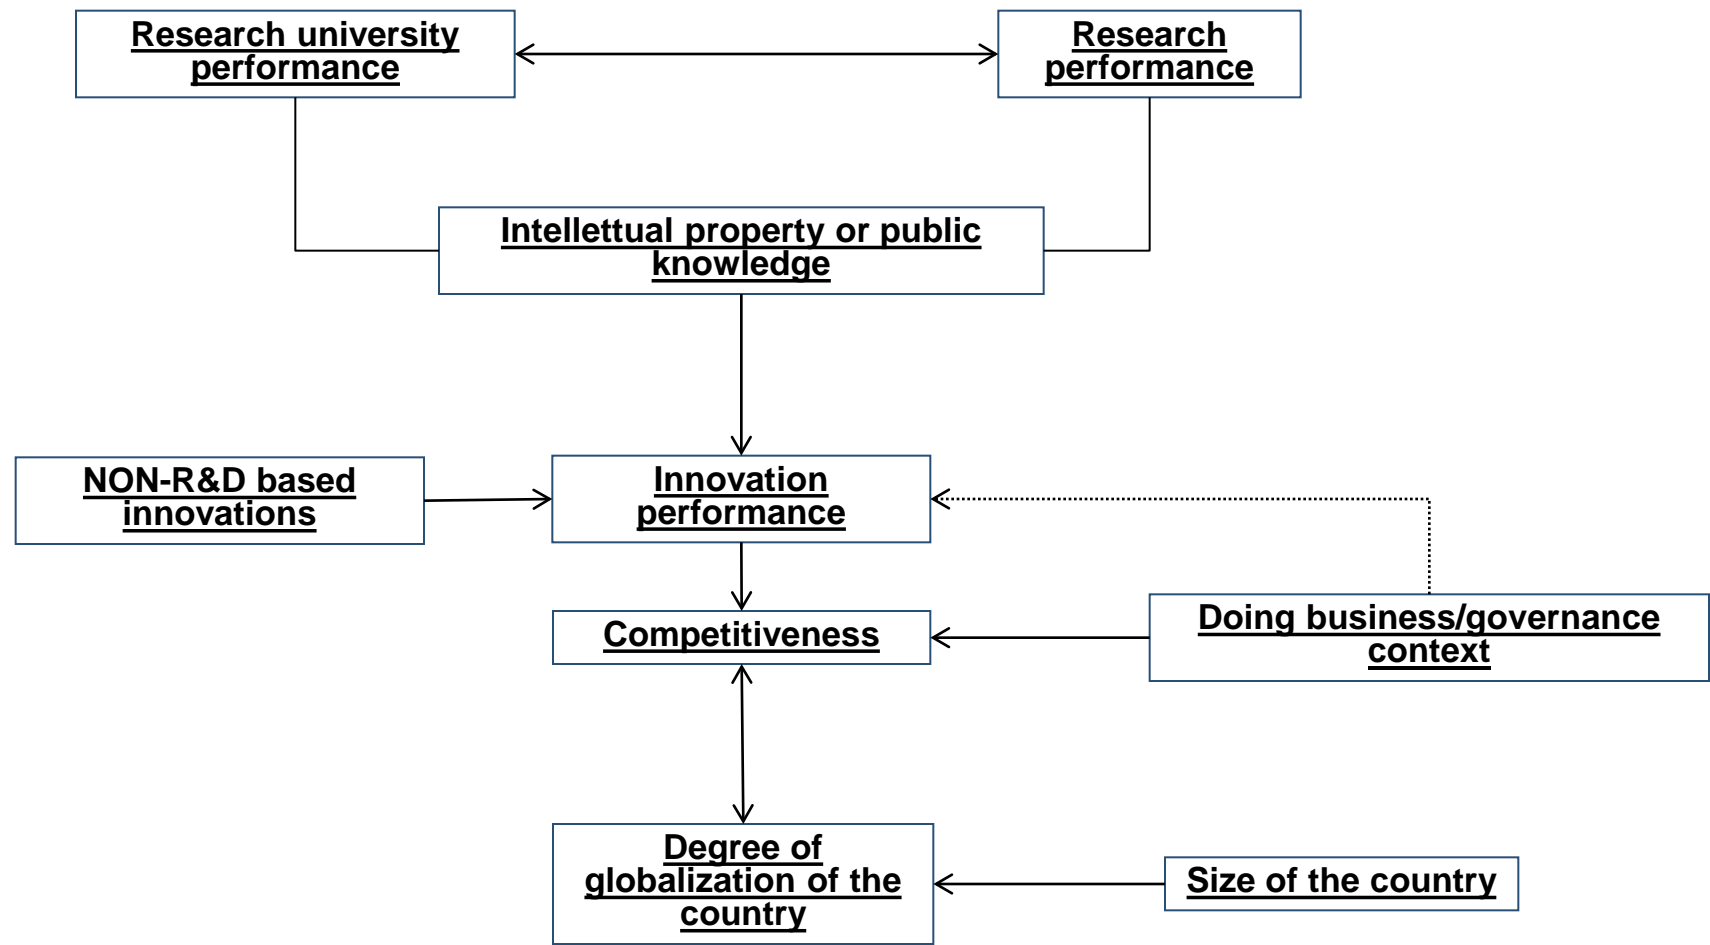 Research university
performance
Research
performance
Intellettual property or public
knowledge
NON-R&D based
innovations
Innovation
performance
Competitiveness
Doing business/governance
context
Degree of
globalization of the
country
Size of the country